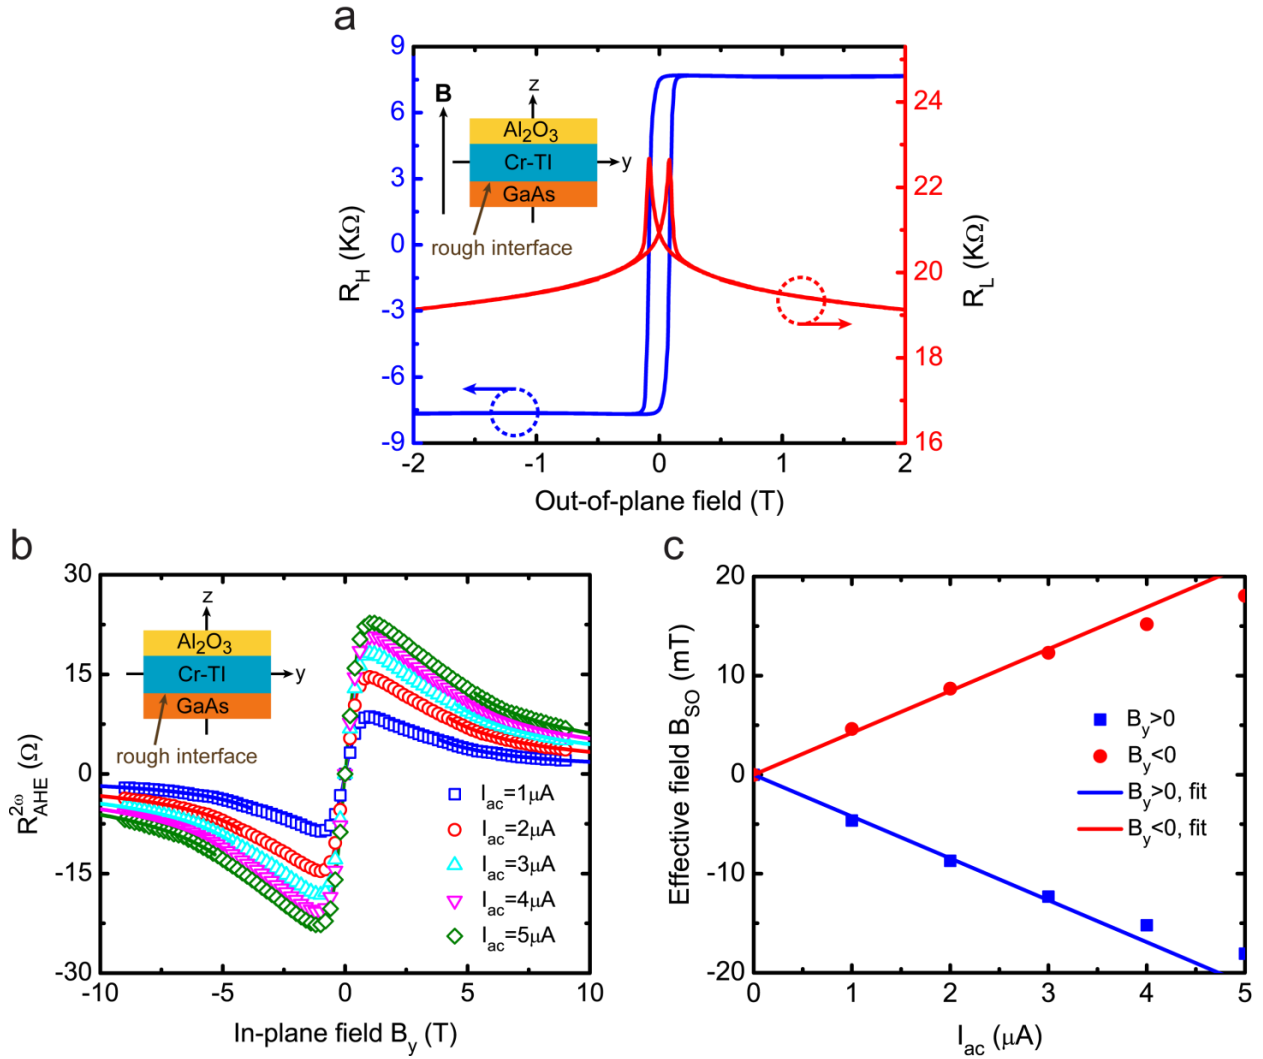 a
9
6
3
0
-3
-6
-9
R_H (KΩ)
B
z
Al₂O₃
Cr-TI
y
GaAs
rough interface
24
22
20
18
16
R_L (KΩ)
-2 -1 0 1 2
Out-of-plane field (T)
b
30
15
0
-15
-30
R_AHE^2ω (Ω)
z
Al₂O₃
Cr-TI
y
GaAs
rough interface
I_ac=1μA
I_ac=2μA
I_ac=3μA
I_ac=4μA
I_ac=5μA
-10 -5 0 5 10
In-plane field B_y (T)
c
20
10
0
-10
-20
Effective field B_SO (mT)
B_y>0
B_y<0
B_y>0, fit
B_y<0, fit
0 1 2 3 4 5
I_ac (μA)